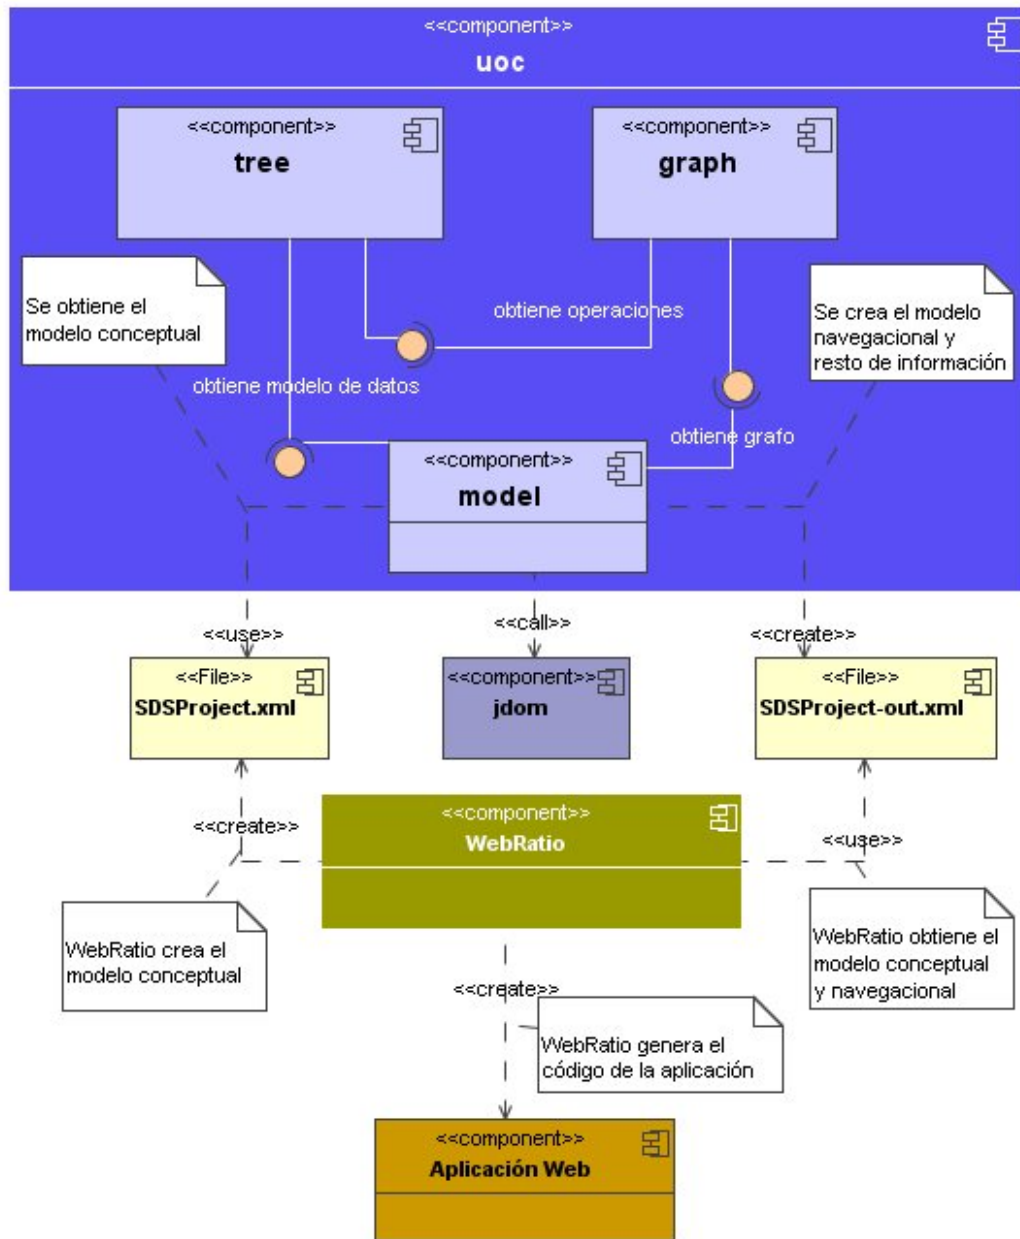 <<component>>
uoc
<<component>>
tree
<<component>>
graph
Se obtiene el
modelo conceptual
obtiene operaciones
Se crea el modelo
navegacional y
resto de información
obtiene modelo de datos
obtiene grafo
<<component>>
model
<<use>>
<<call>>
<<create>>
<<File>>
SDSProject.xml
<<component>>
jdom
<<File>>
SDSProject-out.xml
<<create>>
<<component>>
WebRatio
<<use>>
WebRatio crea el
modelo conceptual
WebRatio obtiene el
modelo conceptual
y navegacional
<<create>>
WebRatio genera el
código de la aplicación
<<component>>
Aplicación Web